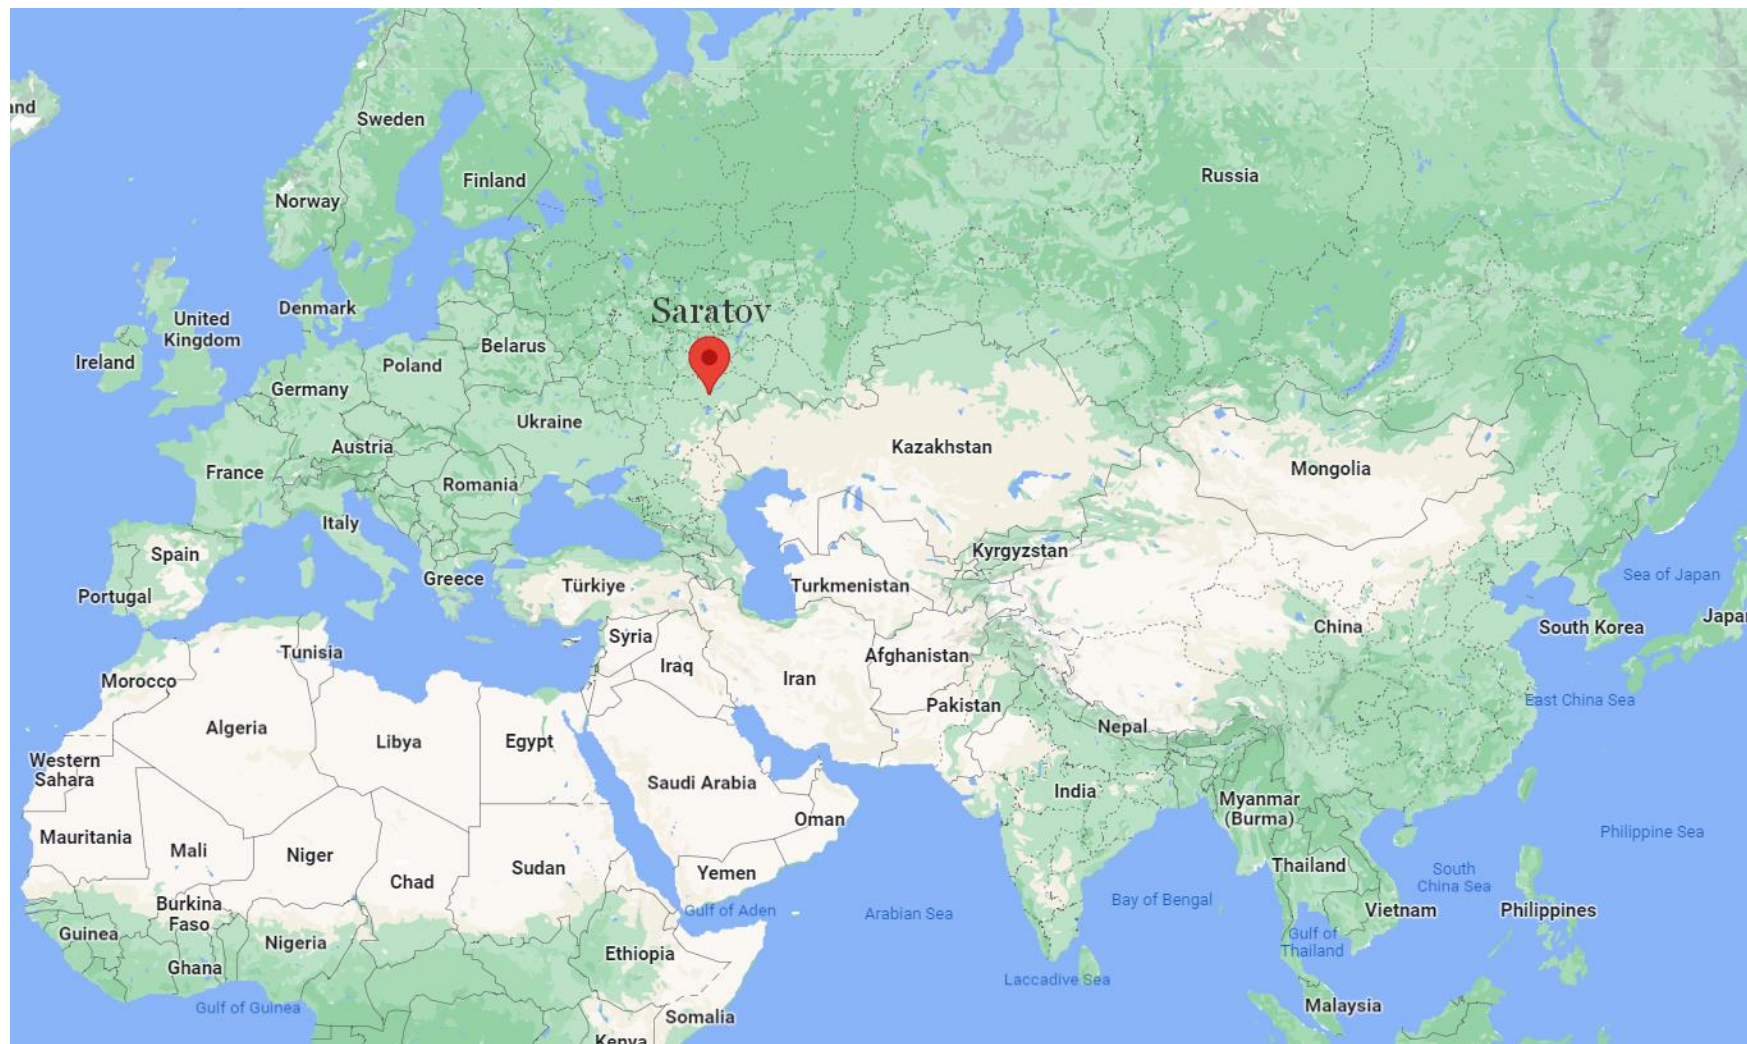 and
Sweden
Finland
Norway
Russia
Saratov
Denmark
United
Kingdom
Ireland
Belarus
Poland
Germany
Ukraine
Austria
Kazakhstan
France
Romania
Mongolia
Italy
Spain
Kyrgyzstan
Greece
Türkiye
Turkmenistan
Sea of Japan
Portugal
Japa
China
South Korea
Syria
Tunisia
Iraq
Afghanistan
Iran
Morocco
Pakistan
East China Sea
Algeria
Nepal
Libya
Egypt
Western
Sahara
Saudi Arabia
India
Myanmar
(Burma)
Oman
Philippine Sea
Mauritania
Mali
Niger
Sudan
Thailand
Yemen
Chad
South
China Sea
Burkina
Faso
Gulf of Aden
Arabian Sea
Bay of Bengal
Vietnam
Philippines
Guinea
Nigeria
Gulf of
Thailand
Ethiopia
Ghana
Laccadive Sea
Gulf of Guinea
Malaysia
Somalia
Kenya